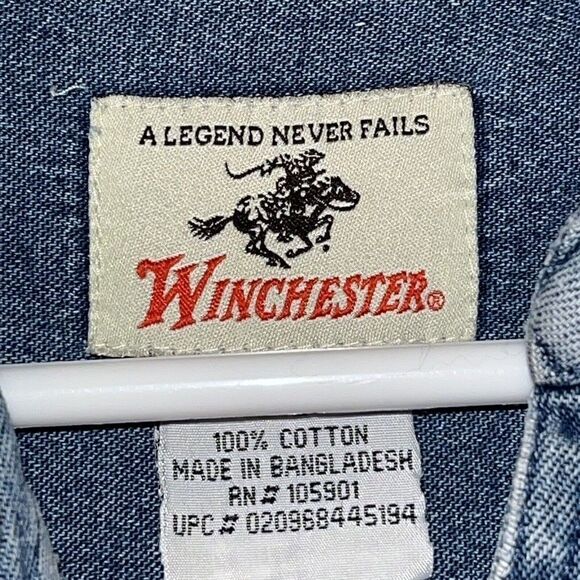 A LEGEND NEVER FAILS
WINCHESTER®
100% COTTON
MADE IN BANGLADESH
RN# 105901
UPC# 020968445194